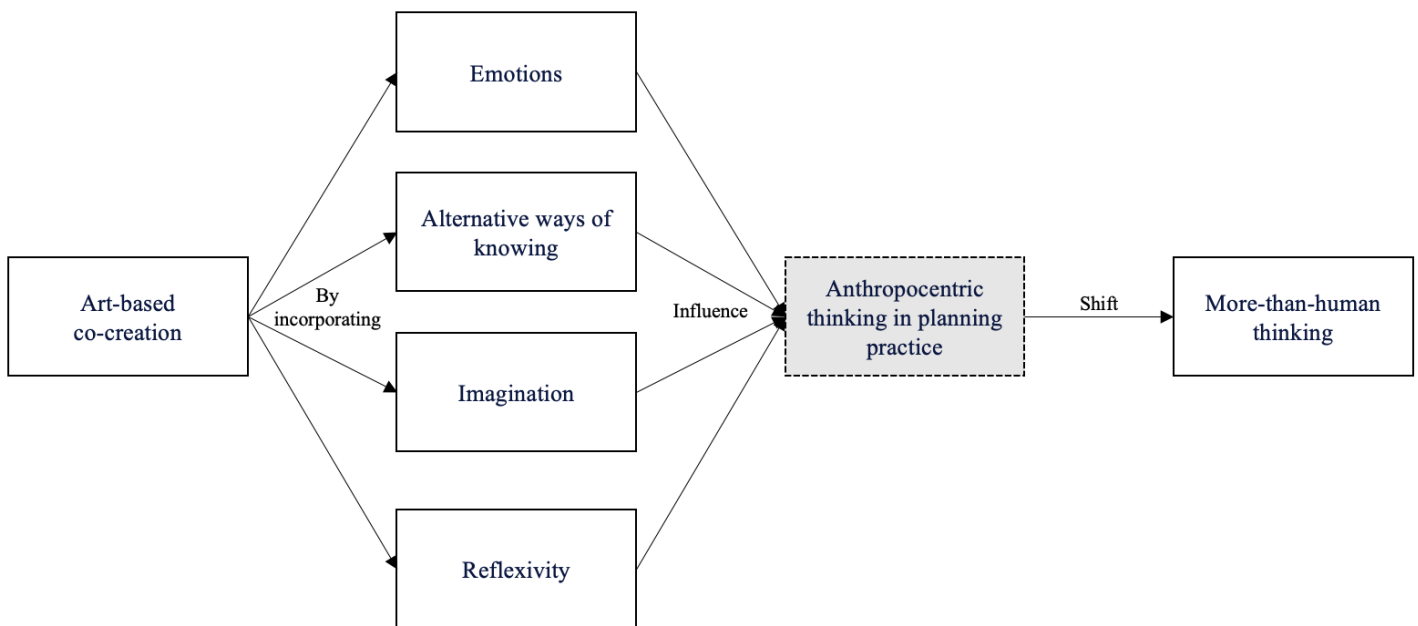 Emotions
Alternative ways of
knowing
Art-based
co-creation
By
incorporating
Imagination
Reflexivity
Influence
Anthropocentric
thinking in planning
practice
Shift
More-than-human
thinking